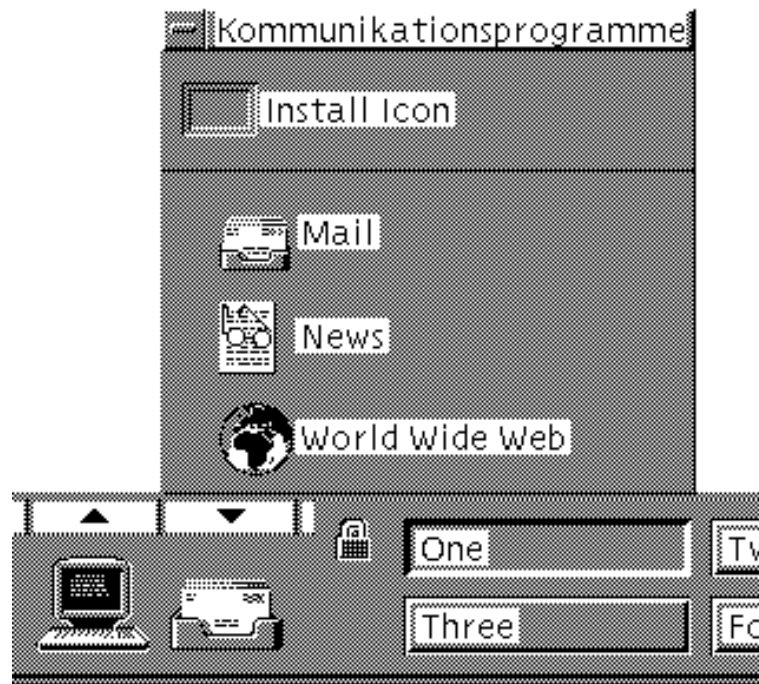 Kommunikationsprogramme
Install Icon
Mail
News
World Wide Web
One
Three